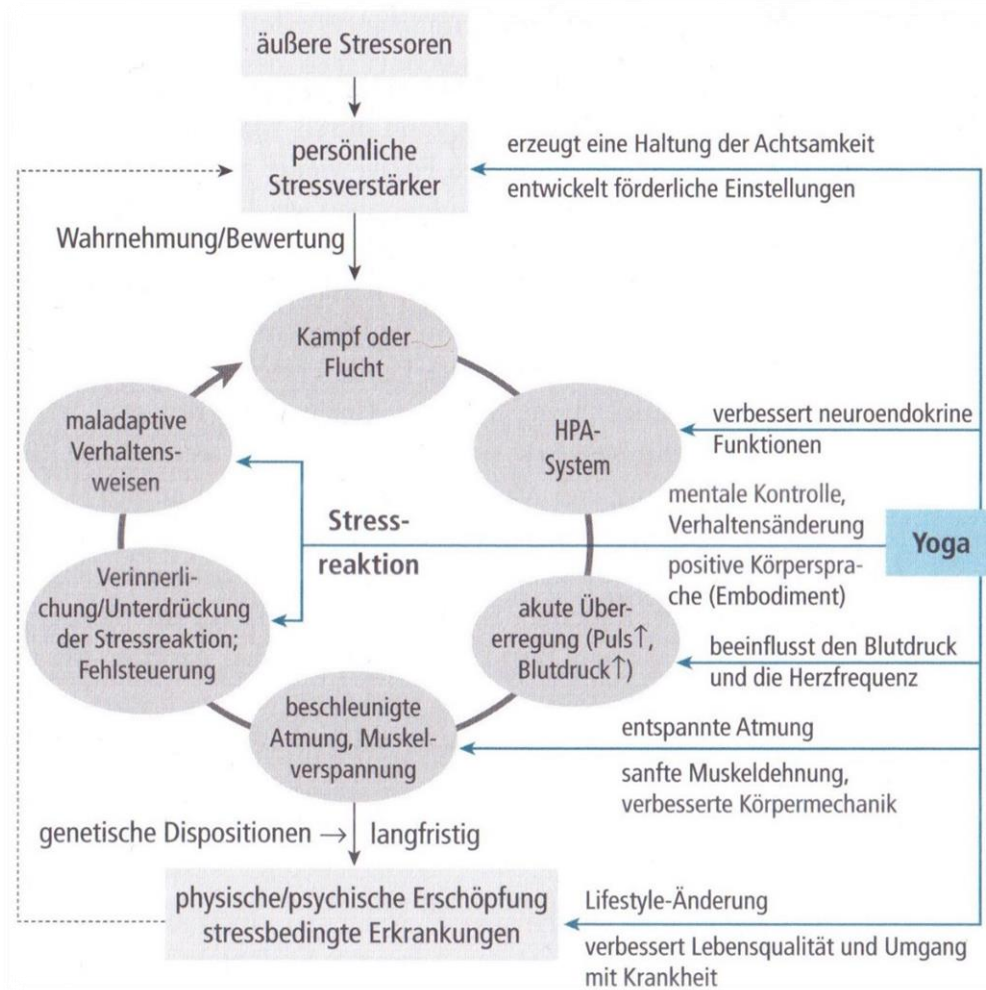 äußere Stressoren
persönliche
Stressverstärker
erzeugt eine Haltung der Achtsamkeit
entwickelt förderliche Einstellungen
Wahrnehmung/Bewertung
Kampf oder
Flucht
maladaptive
Verhaltens-
weisen
HPA-
System
verbessert neuroendokrine
Funktionen
Stress-
reaktion
mentale Kontrolle,
Verhaltensänderung
Yoga
positive Körperspra-
che (Embodiment)
Verinnerli-
chung/Unterdrückung
der Stressreaktion;
Fehlsteuerung
akute Über-
erregung (Puls↑,
Blutdruck↑)
beeinflusst den Blutdruck
und die Herzfrequenz
beschleunigte
Atmung, Muskel-
verspannung
entspannte Atmung
sanfte Muskeldehnung,
verbesserte Körpermechanik
genetische Dispositionen → langfristig
physische/psychische Erschöpfung
stressbedingte Erkrankungen
Lifestyle-Änderung
verbessert Lebensqualität und Umgang
mit Krankheit